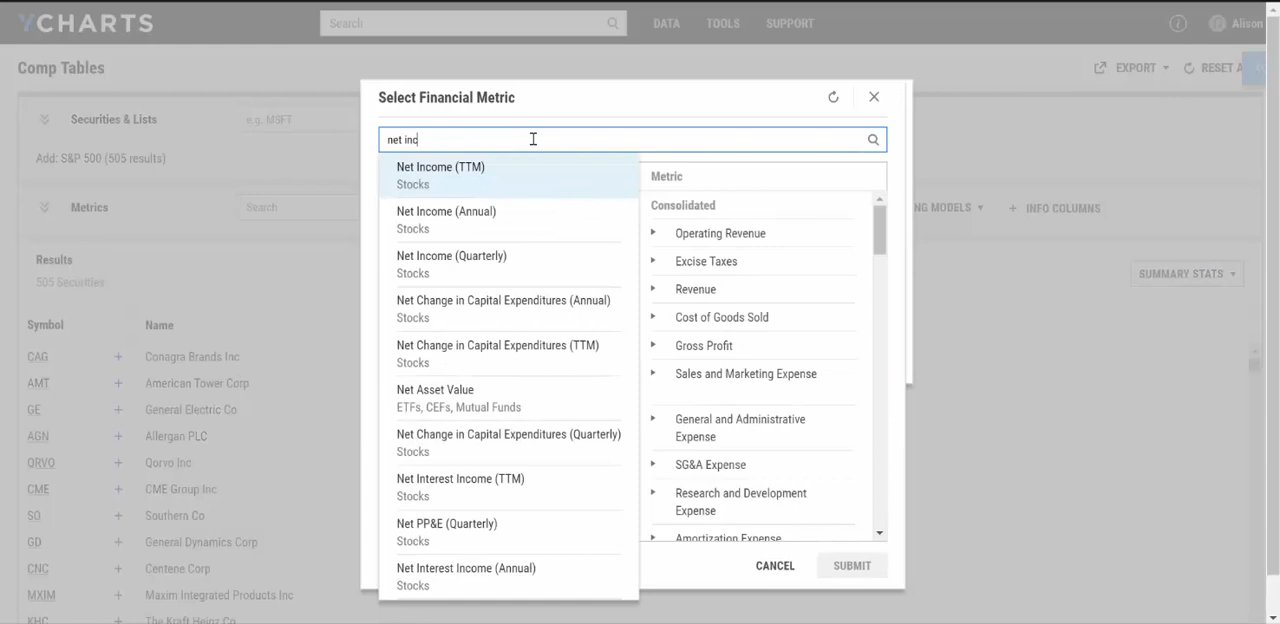 YCHARTS
Search
DATA
TOOLS
SUPPORT
Alison
Comp Tables
EXPORT
RESET A
Securities & Lists
e.g. MSFT
Add: S&P 500 (505 results)
Metrics
Search
NG MODELS
+ INFO COLUMNS
Results
505 Securities
SUMMARY STATS
Symbol
Name
CAG + Conagra Brands Inc
AMT + American Tower Corp
GE + General Electric Co
AGN + Allergan PLC
QRVO + Qorvo Inc
CME + CME Group Inc
SO + Southern Co
GD + General Dynamics Corp
CNC + Centene Corp
MXIM + Maxim Integrated Products Inc
KHC + The Kraft Heinz Co
Select Financial Metric
net inc
Net Income (TTM)
Stocks
Net Income (Annual)
Stocks
Net Income (Quarterly)
Stocks
Net Change in Capital Expenditures (Annual)
Stocks
Net Change in Capital Expenditures (TTM)
Stocks
Net Asset Value
ETFs, CEFs, Mutual Funds
Net Change in Capital Expenditures (Quarterly)
Stocks
Net Interest Income (TTM)
Stocks
Net PP&E (Quarterly)
Stocks
Net Interest Income (Annual)
Stocks
Metric
Consolidated
Operating Revenue
Excise Taxes
Revenue
Cost of Goods Sold
Gross Profit
Sales and Marketing Expense
General and Administrative
Expense
SG&A Expense
Research and Development
Expense
Amortization Expense
CANCEL
SUBMIT